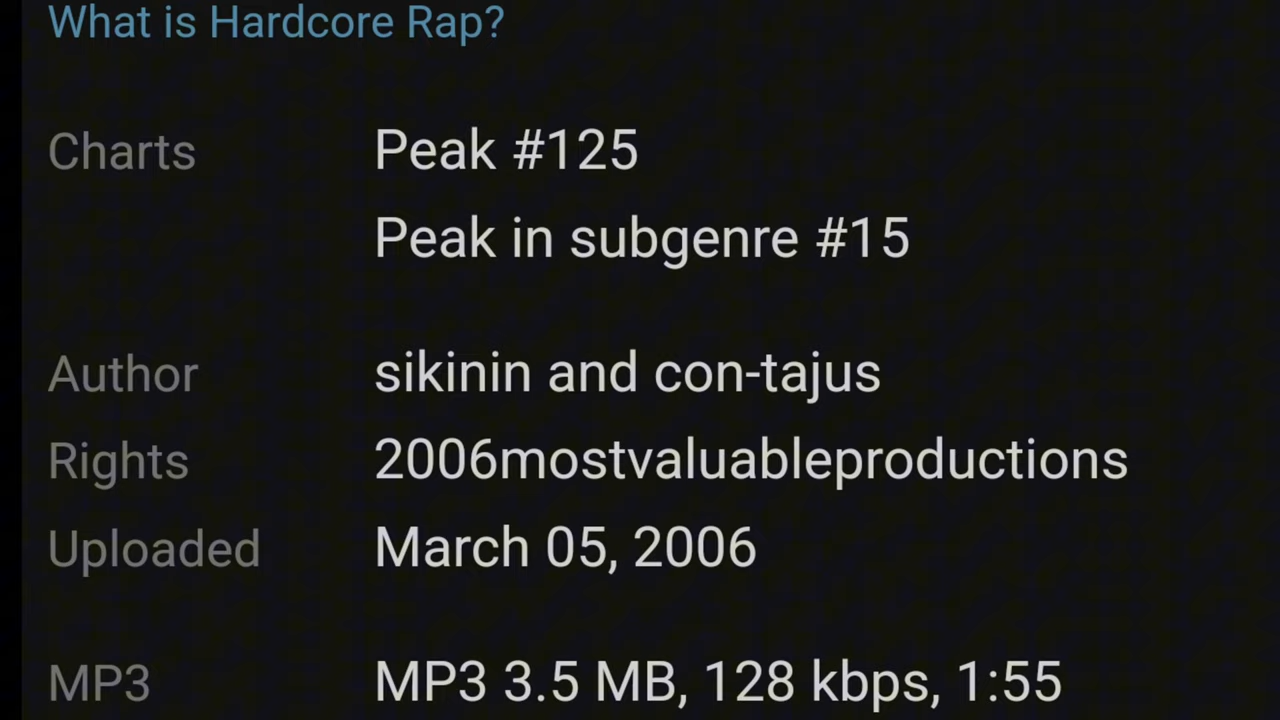 What is Hardcore Rap?
Charts Peak #125
Peak in subgenre #15
Author sikinin and con-tajus
Rights 2006mostvaluableproductions
Uploaded March 05, 2006
MP3 MP3 3.5 MB, 128 kbps, 1:55